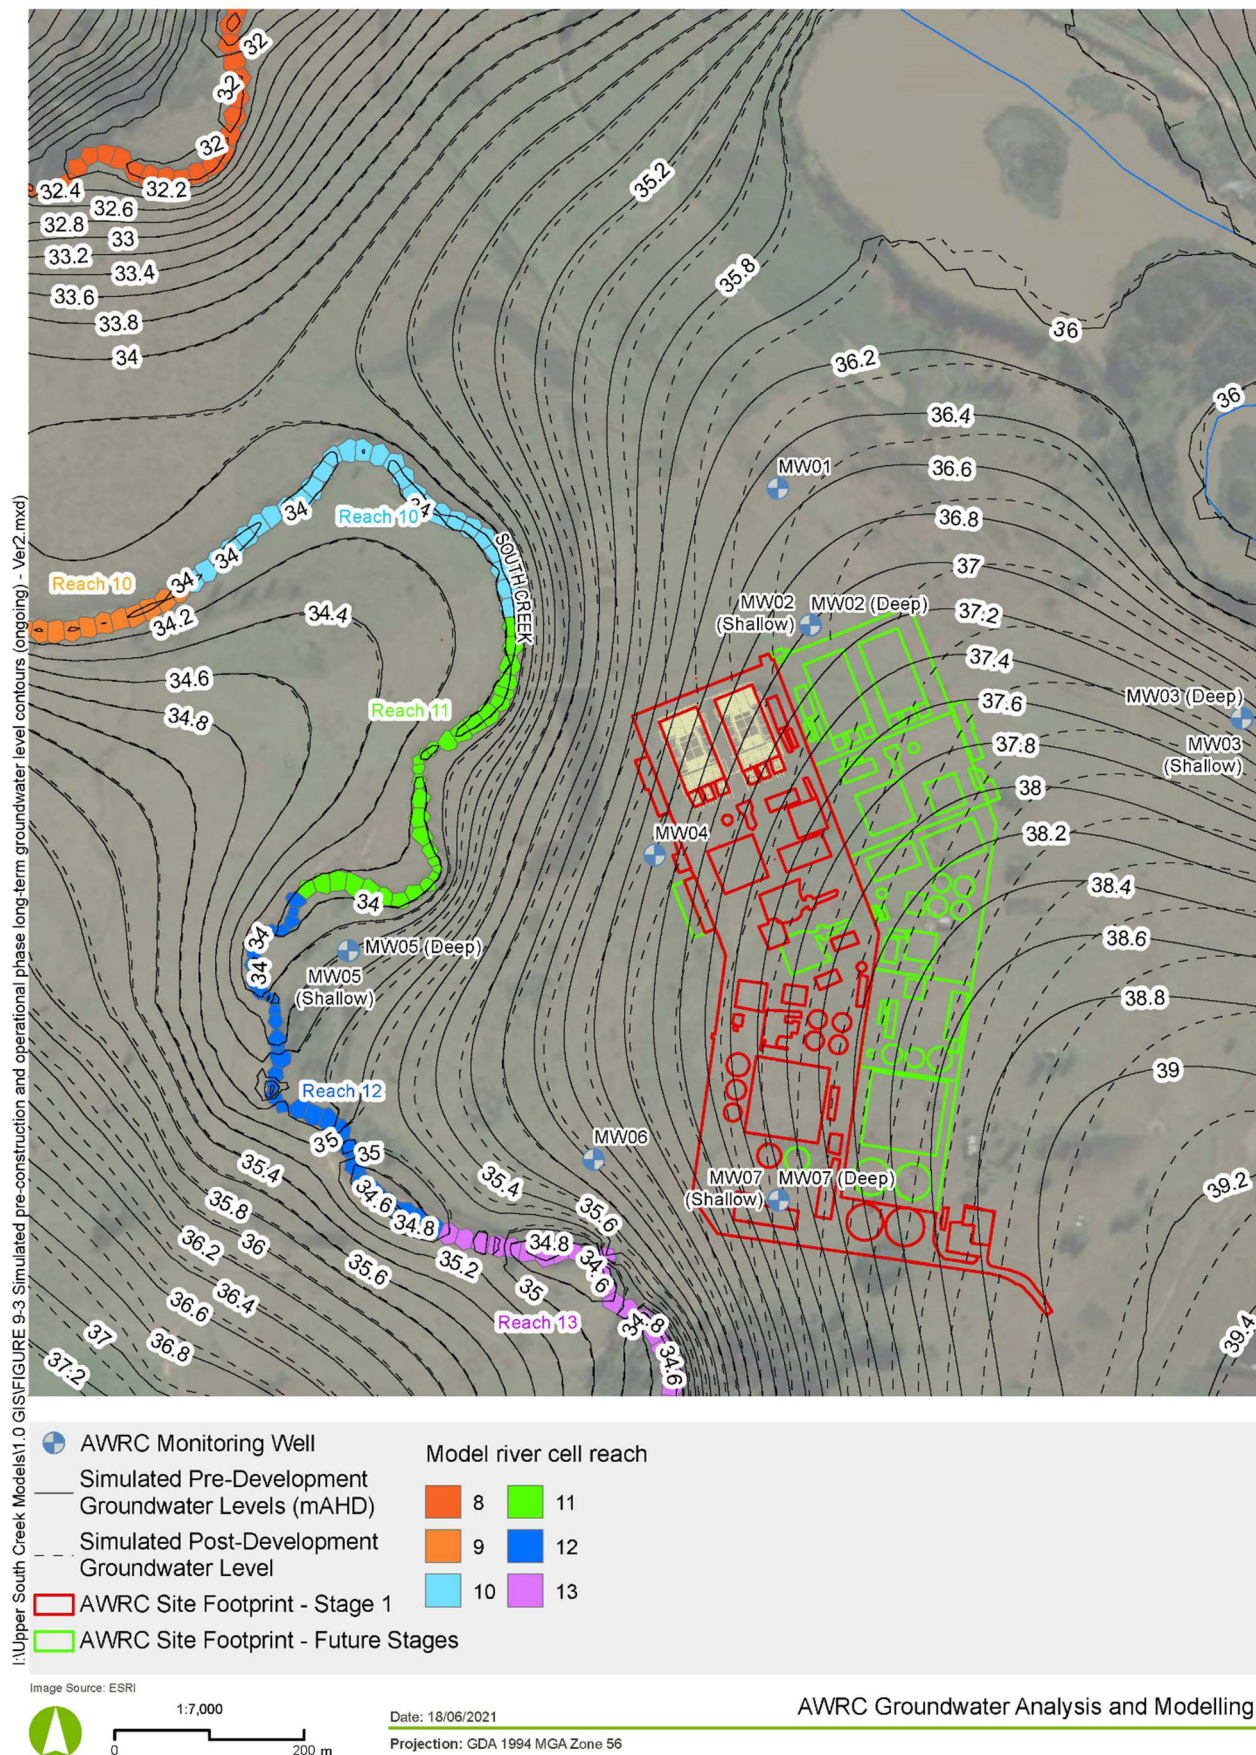 32
32
32
32.4
32.2
32.6
32.8
33
33.2
33.4
33.6
33.8
34
35.2
35.8
36
36.2
36
36.4
MW01
36.6
34
Reach 10
34
36.8
SOUTH CREEK
34
37
Reach 10
34
MW02
(Shallow)
MW02 (Deep)
37.2
34.2
34.4
37.4
34.6
MW03 (Deep)
37.6
Reach 11
34.8
37.8
MW03
(Shallow)
38
MW04
38.2
38.4
34
34
MW05 (Deep)
38.6
34
MW05
(Shallow)
38.8
39
Reach 12
35
35
MW06
35.4
35.4
MW07
(Shallow)
MW07 (Deep)
39.2
35.8
34.6
35.6
34.8
36
36.2
34.8
35.2
35.6
34.6
35
36.4
36.6
Reach 13
34.8
37
36.8
39.4
37.2
34.6
I:\Upper South Creek Models\1.0 GIS\FIGURE 9-3 Simulated pre-construction and operational phase long-term groundwater level contours (ongoing) - Ver2.mxd)
AWRC Monitoring Well
Simulated Pre-Development
Groundwater Levels (mAHD)
Simulated Post-Development
Groundwater Level
AWRC Site Footprint - Stage 1
AWRC Site Footprint - Future Stages
Model river cell reach
8
11
9
12
10
13
Image Source: ESRI
1:7,000
0
200 m
Date: 18/06/2021
Projection: GDA 1994 MGA Zone 56
AWRC Groundwater Analysis and Modelling